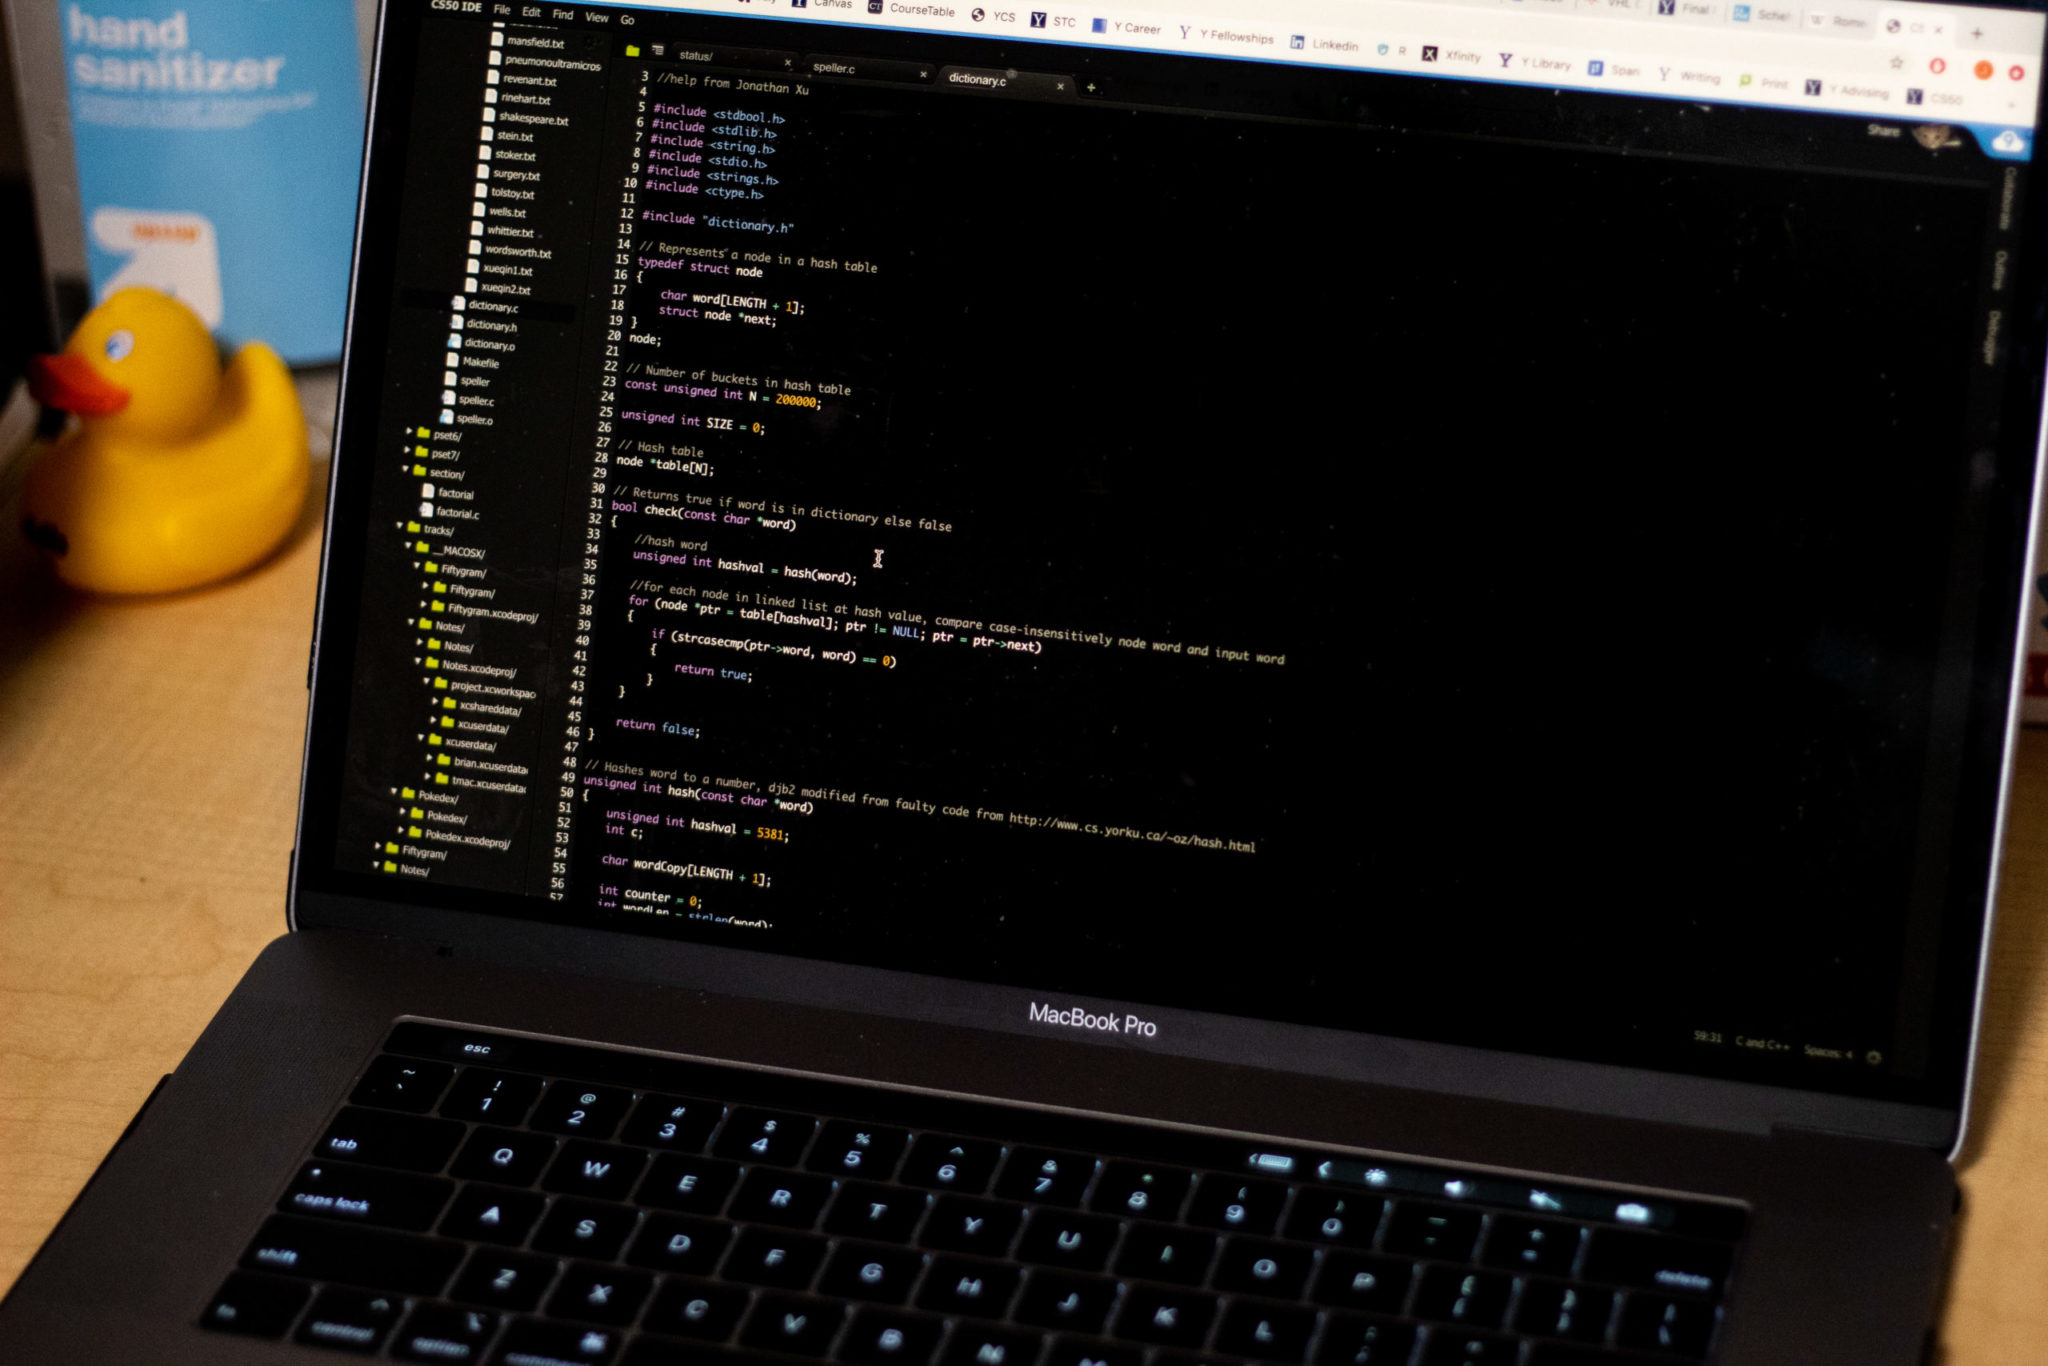 hand
sanitizer
CS50 IDE File Edit Find View Go
Canvas CourseTable YCS STC Y Career Y Fellowships Linkedin R Xfinity Y Library Span Writing Print Y Advising CS50
Share
mansfield.txt
pneumonoultramicros
revenant.txt
rinehart.txt
shakespeare.txt
stein.txt
stoker.txt
surgery.txt
tolstoy.txt
wells.txt
whittier.txt
wordsworth.txt
xueqin1.txt
xueqin2.txt
dictionary.c
dictionary.h
dictionary.o
Makefile
speller
speller.c
speller.o
pset6/
pset7/
section/
factorial
factorial.c
tracks/
__MACOSX/
Fiftygram/
Fiftygram/
Fiftygram.xcodeproj/
Notes/
Notes/
Notes.xcodeproj/
project.xcworkspac
xcshareddata/
xcuserdata/
xcuserdata/
brian.xcuserdata
tmac.xcuserdata
Pokedex/
Pokedex/
Pokedex.xcodeproj/
Fiftygram/
Notes/
status/ speller.c dictionary.c
3 //help from Jonathan Xu
4
5 #include <stdbool.h>
6 #include <stdlib.h>
7 #include <string.h>
8 #include <stdio.h>
9 #include <strings.h>
10 #include <ctype.h>
11
12 #include "dictionary.h"
13
14 // Represents a node in a hash table
15 typedef struct node
16 {
17 char word[LENGTH + 1];
18 struct node *next;
19 }
20 node;
21
22 // Number of buckets in hash table
23 const unsigned int N = 200000;
24
25 unsigned int SIZE = 0;
26
27 // Hash table
28 node *table[N];
29
30 // Returns true if word is in dictionary else false
31 bool check(const char *word)
32 {
33 //hash word
34 unsigned int hashval = hash(word);
35
36 //for each node in linked list at hash value, compare case-insensitively node word and input word
37 for (node *ptr = table[hashval]; ptr != NULL; ptr = ptr->next)
38 {
39 if (strcasecmp(ptr->word, word) == 0)
40 {
41 return true;
42 }
43 }
44
45 return false;
46 }
47
48 // Hashes word to a number, djb2 modified from faulty code from http://www.cs.yorku.ca/~oz/hash.html
49 unsigned int hash(const char *word)
50 {
51 unsigned int hashval = 5381;
52 int c;
53
54 char wordCopy[LENGTH + 1];
55
56 int counter = 0;
57 int wordLen = strlen(word);
Collaborate
Outline
Debugger
59:31 C and C++ Spaces: 4
MacBook Pro
esc
~ ` ! 1 @ 2 # 3 $ 4 % 5 ^ 6 & 7 * 8 ( 9 ) 0
tab Q W E R T Y U I O P
caps lock A S D F G H J K L
shift Z X C V B N M
fn control option
delete